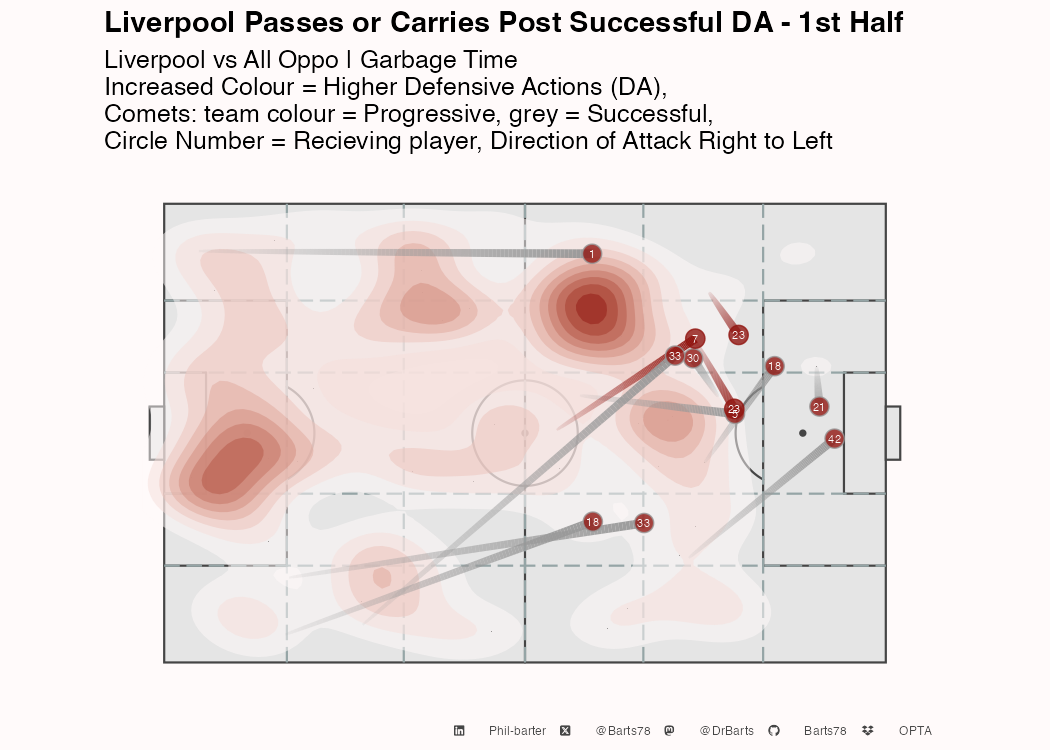 Liverpool Passes or Carries Post Successful DA - 1st Half
Liverpool vs All Oppo | Garbage Time
Increased Colour = Higher Defensive Actions (DA),
Comets: team colour = Progressive, grey = Successful,
Circle Number = Recieving player, Direction of Attack Right to Left
1
7
23
33
30
18
23
21
42
18
33
Phil-barter @Barts78 @DrBarts Barts78 OPTA